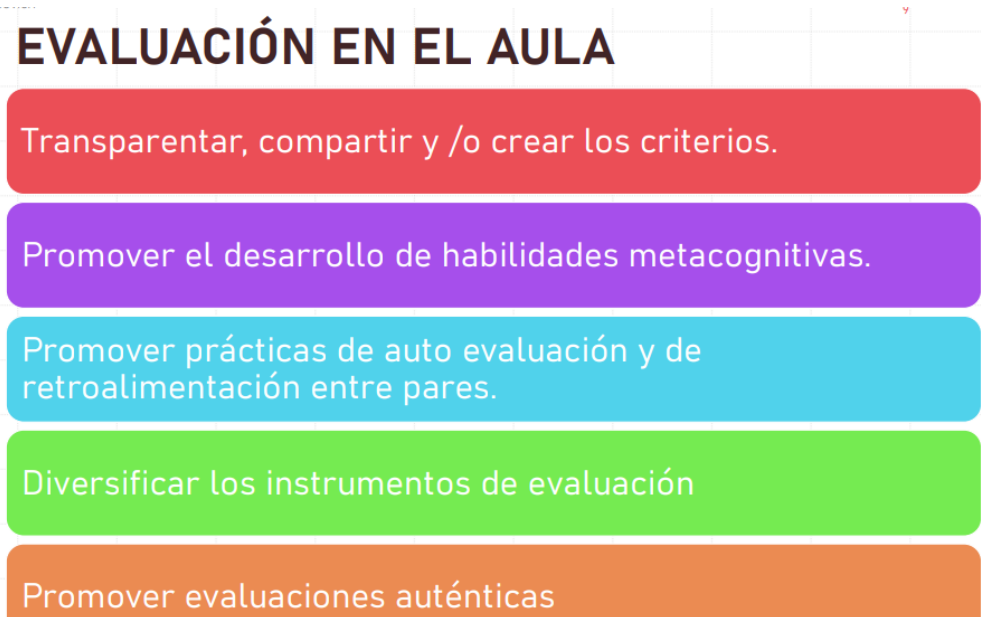 EVALUACIÓN EN EL AULA
Transparentar, compartir y /o crear los criterios.
Promover el desarrollo de habilidades metacognitivas.
Promover prácticas de auto evaluación y de
retroalimentación entre pares.
Diversificar los instrumentos de evaluación
Promover evaluaciones auténticas